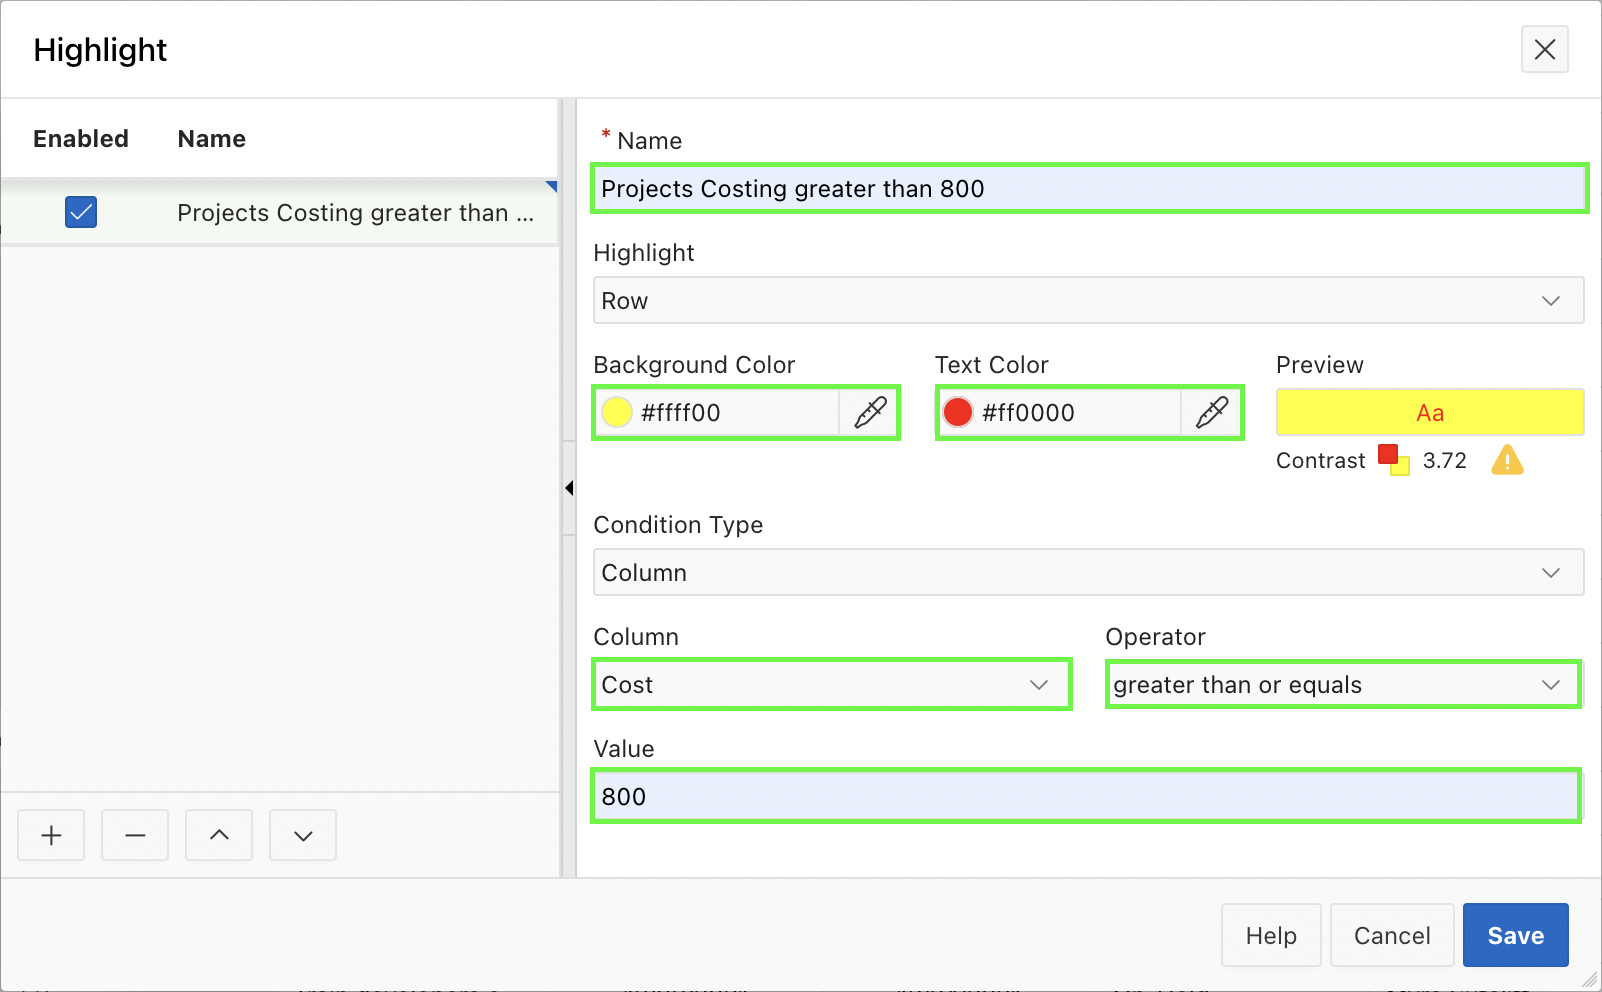 Highlight
Enabled Name
Projects Costing greater than ...
* Name
Projects Costing greater than 800
Highlight
Row
Background Color Text Color Preview
#ffff00 #ff0000 Aa
Contrast 3.72
Condition Type
Column
Column Operator
Cost greater than or equals
Value
800
Help Cancel Save